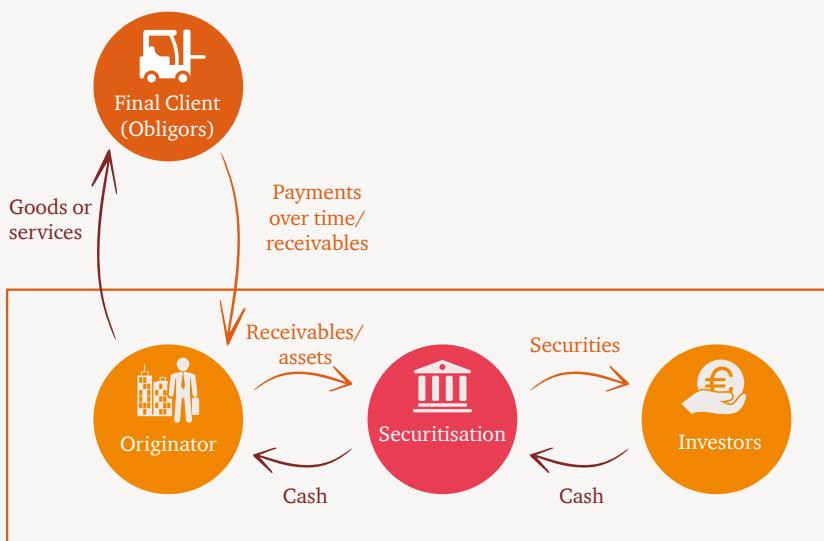 Final Client
(Obligors)
Goods or
services
Payments
over time/
receivables
Receivables/
assets
Securities
Originator
Securitisation
Investors
Cash
Cash